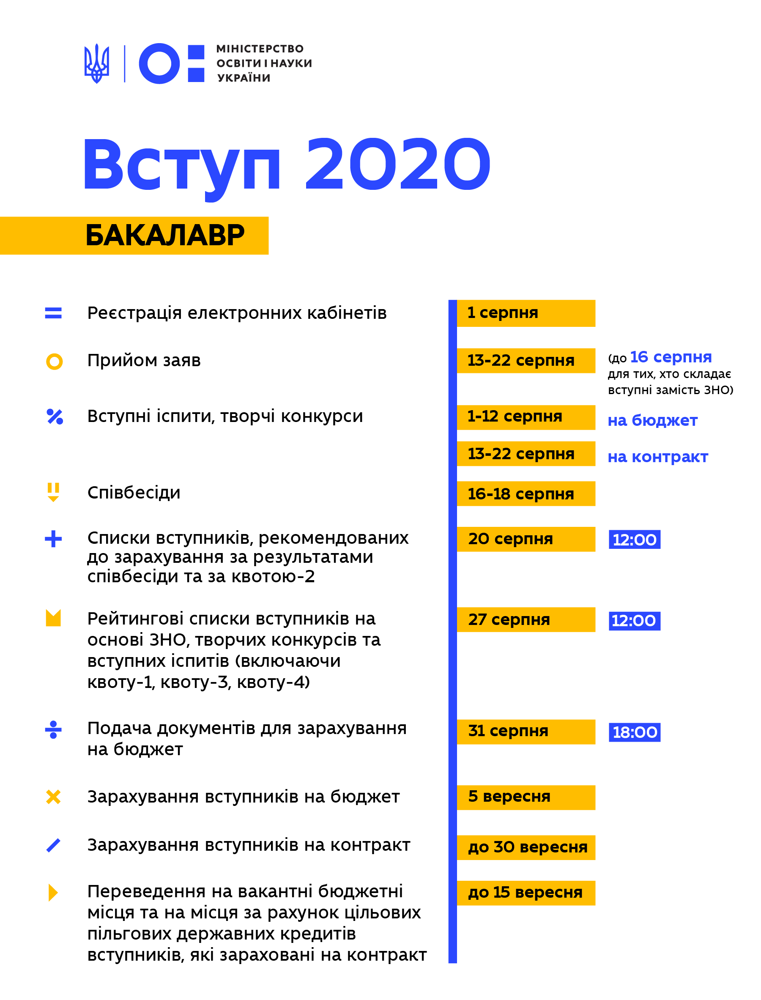 МІНІСТЕРСТВО
ОСВІТИ І НАУКИ
УКРАЇНИ
Вступ 2020
БАКАЛАВР
Реєстрація електронних кабінетів
1 серпня
Прийом заяв
13-22 серпня
(до 16 серпня
для тих, хто складає
вступні замість ЗНО)
Вступні іспити, творчі конкурси
1-12 серпня
на бюджет
13-22 серпня
на контракт
Співбесіди
16-18 серпня
Списки вступників, рекомендованих
до зарахування за результатами
співбесіди та за квотою-2
20 серпня
12:00
Рейтингові списки вступників на
основі ЗНО, творчих конкурсів та
вступних іспитів (включаючи
квоту-1, квоту-3, квоту-4)
27 серпня
12:00
Подача документів для зарахування
на бюджет
31 серпня
18:00
Зарахування вступників на бюджет
5 вересня
Зарахування вступників на контракт
до 30 вересня
Переведення на вакантні бюджетні
місця та на місця за рахунок цільових
пільгових державних кредитів
вступників, які зараховані на контракт
до 15 вересня